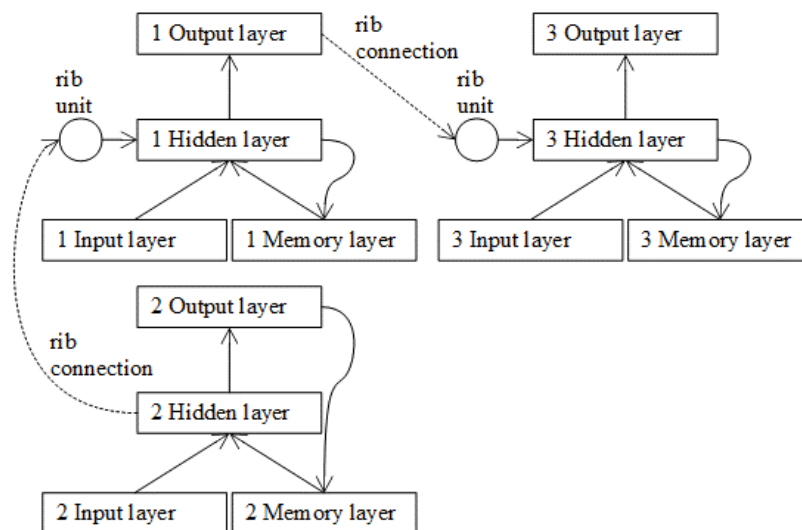 1 Output layer
rib
connection
3 Output layer
rib
unit
1 Hidden layer
rib
unit
3 Hidden layer
1 Input layer
1 Memory layer
3 Input layer
3 Memory layer
2 Output layer
rib
connection
2 Hidden layer
2 Input layer
2 Memory layer